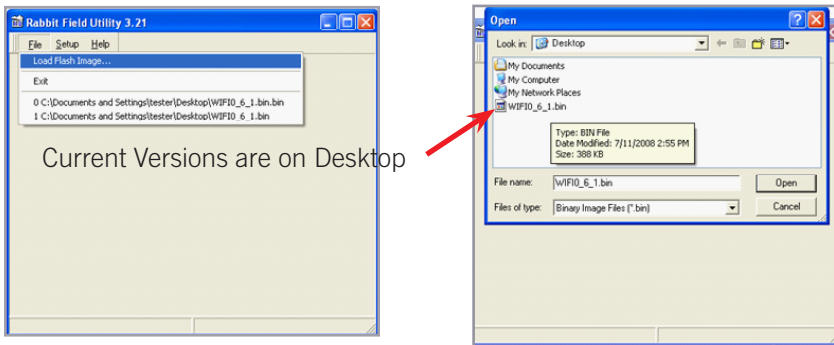 Rabbit Field Utility 3.21
File Setup Help
Load Flash Image...
Exit
0 C:\Documents and Settings\tester\Desktop\WIFI0_6_1.bin.bin
1 C:\Documents and Settings\tester\Desktop\WIFI0_6_1.bin
Current Versions are on Desktop
Open
Look in: Desktop
My Documents
My Computer
My Network Places
WIFI0_6_1.bin
Type: BIN File
Date Modified: 7/11/2008 2:55 PM
Size: 388 KB
File name: WIFI0_6_1.bin Open
Files of type: Binary Image Files (*.bin) Cancel